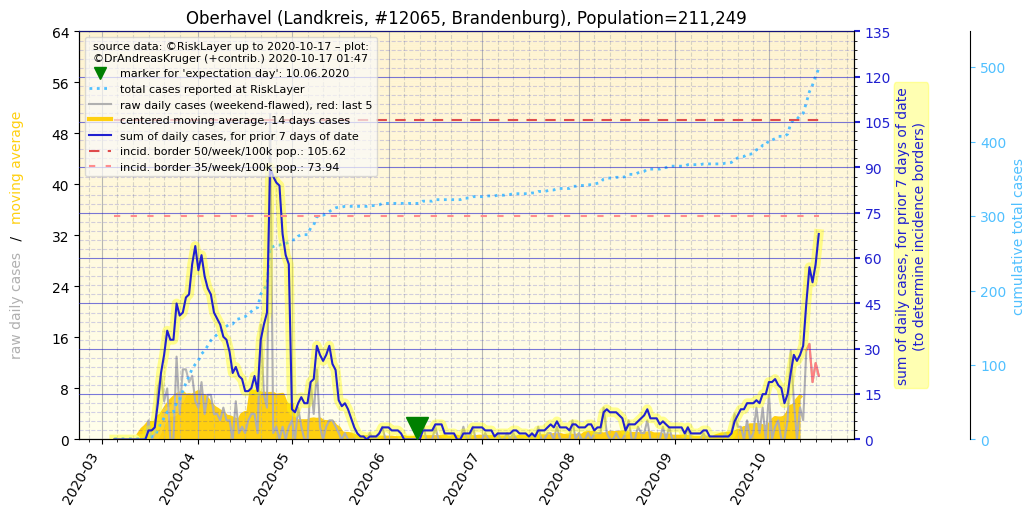 Oberhavel (Landkreis, #12065, Brandenburg), Population=211,249
source data: ©RiskLayer up to 2020-10-17 – plot:
©DrAndreasKruger (+contrib.) 2020-10-17 01:47
marker for 'expectation day': 10.06.2020
total cases reported at RiskLayer
raw daily cases (weekend-flawed), red: last 5
centered moving average, 14 days cases
sum of daily cases, for prior 7 days of date
incid. border 50/week/100k pop.: 105.62
incid. border 35/week/100k pop.: 73.94
raw daily cases / moving average
64
56
48
40
32
24
16
8
0
2020-03
2020-04
2020-05
2020-06
2020-07
2020-08
2020-09
2020-10
135
120
105
90
75
60
45
30
15
0
sum of daily cases, for prior 7 days of date
(to determine incidence borders)
500
400
300
200
100
0
cumulative total cases